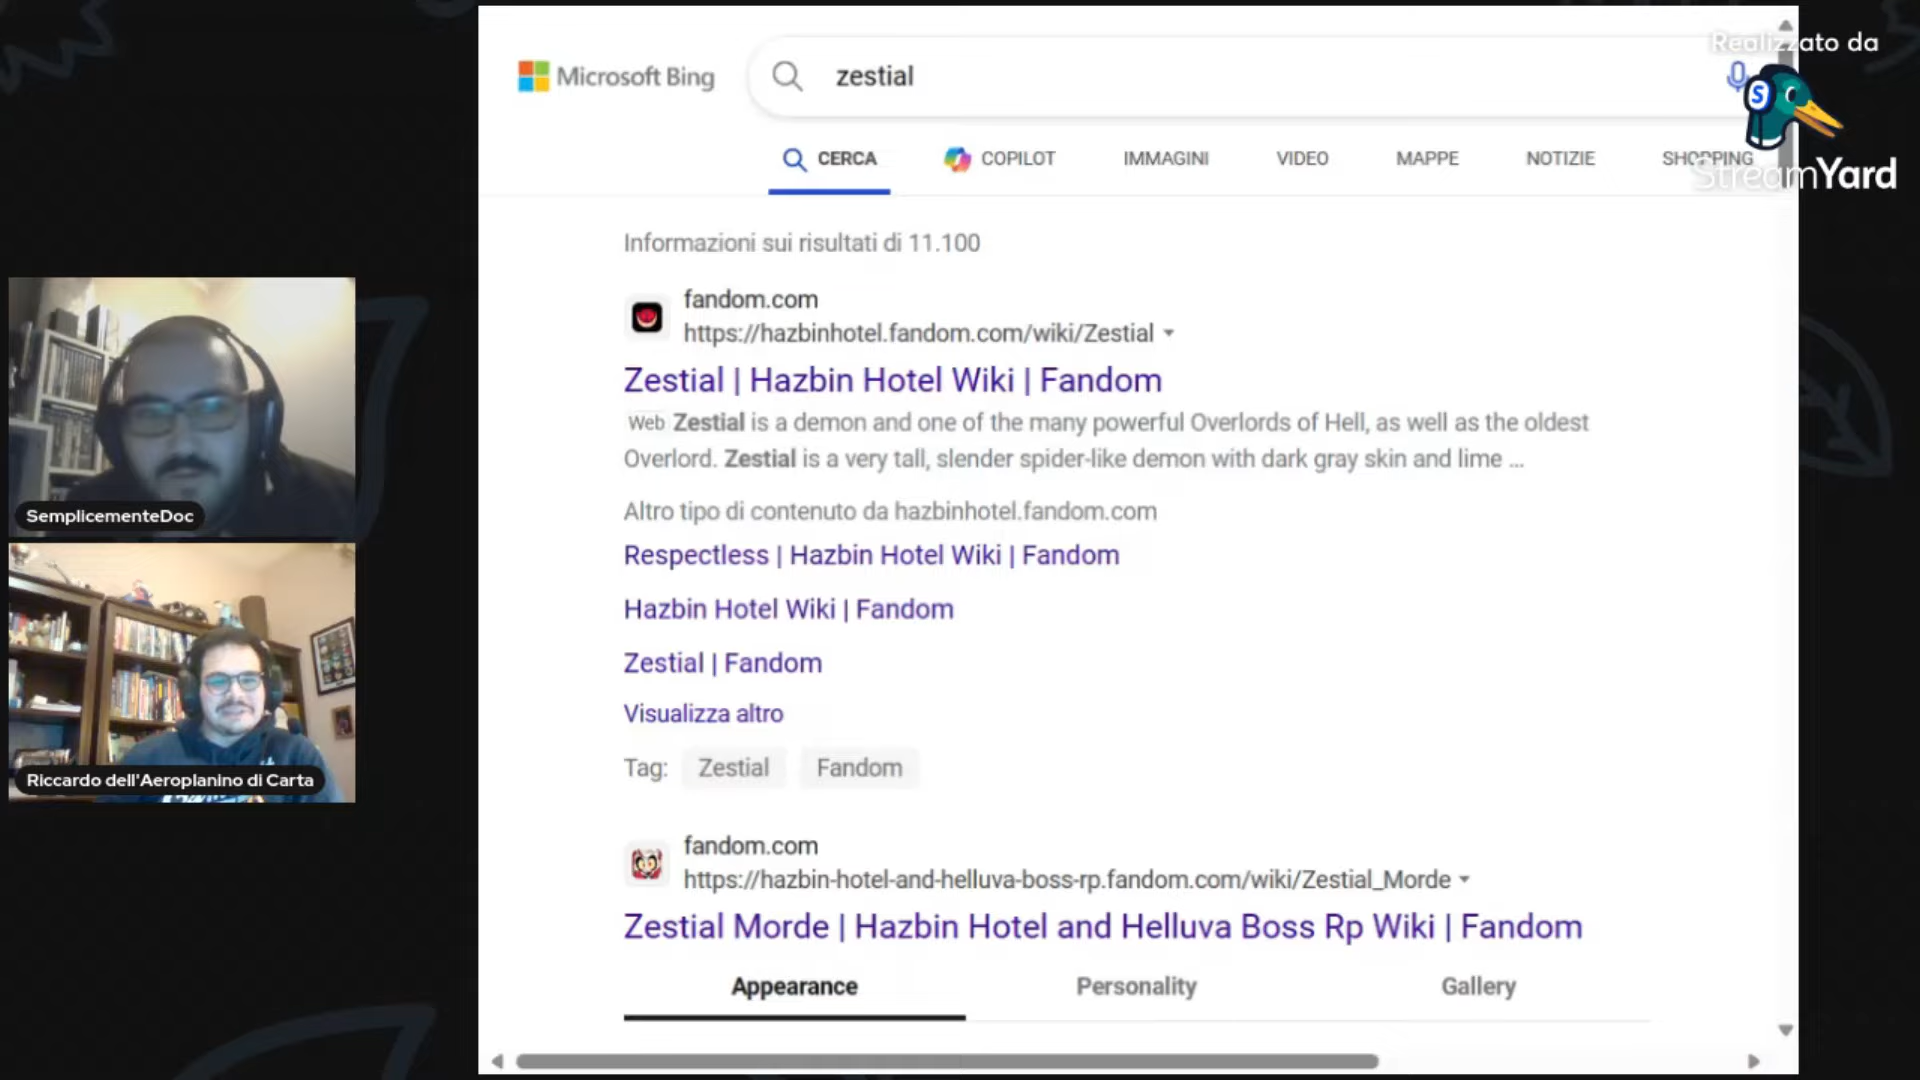 Microsoft Bing
zestial
Realizzato da
StreamYard
CERCA
COPILOT
IMMAGINI
VIDEO
MAPPE
NOTIZIE
SHOPPING
Informazioni sui risultati di 11.100
fandom.com
https://hazbinhotel.fandom.com/wiki/Zestial
Zestial | Hazbin Hotel Wiki | Fandom
Web Zestial is a demon and one of the many powerful Overlords of Hell, as well as the oldest
Overlord. Zestial is a very tall, slender spider-like demon with dark gray skin and lime ...
Altro tipo di contenuto da hazbinhotel.fandom.com
Respectless | Hazbin Hotel Wiki | Fandom
Hazbin Hotel Wiki | Fandom
Zestial | Fandom
Visualizza altro
Tag: Zestial Fandom
fandom.com
https://hazbin-hotel-and-helluva-boss-rp.fandom.com/wiki/Zestial_Morde
Zestial Morde | Hazbin Hotel and Helluva Boss Rp Wiki | Fandom
Appearance
Personality
Gallery
SemplicementeDoc
Riccardo dell'Aeroplanino di Carta